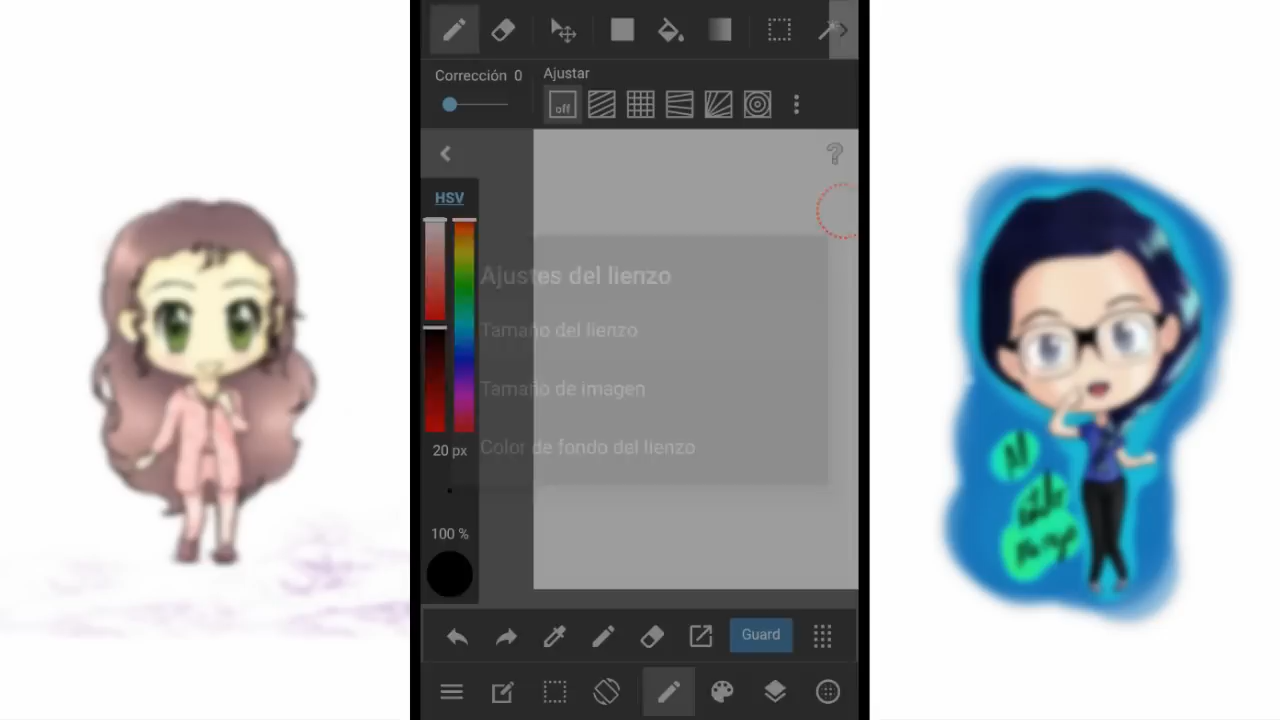 Corrección 0
Ajustar
off
HSV
Ajustes del lienzo
Tamaño del lienzo
Tamaño de imagen
Color de fondo del lienzo
20 px
100 %
Guard